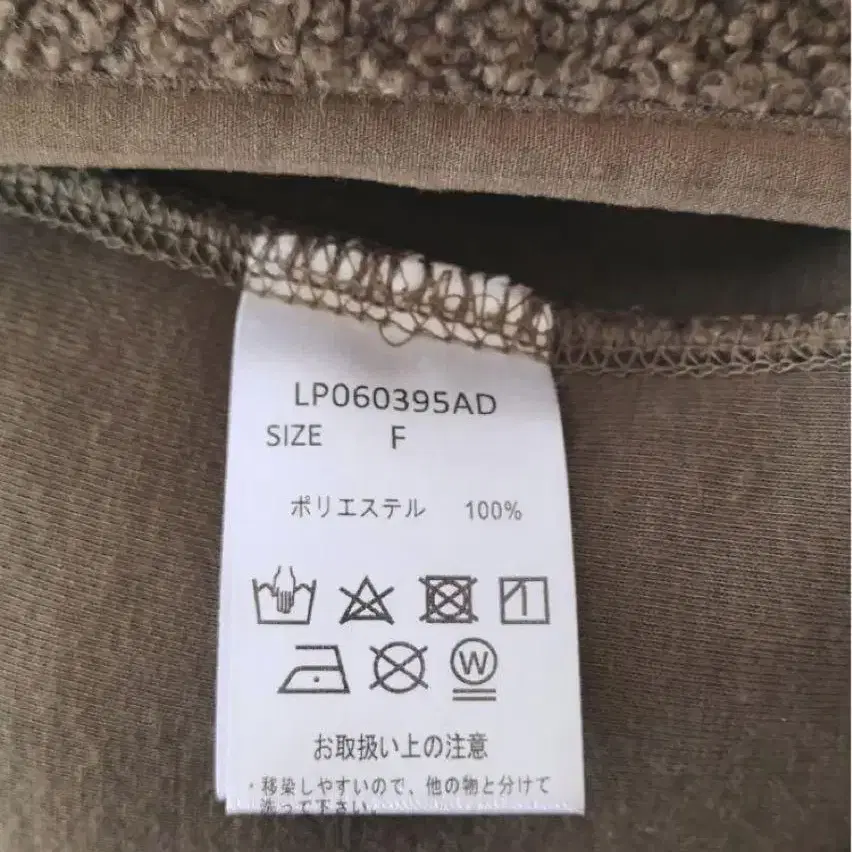 LP060395AD
SIZE F
ポリエステル 100%
W
お取扱い上の注意
・移染しやすいので、他の物と分けて
洗って下さい。